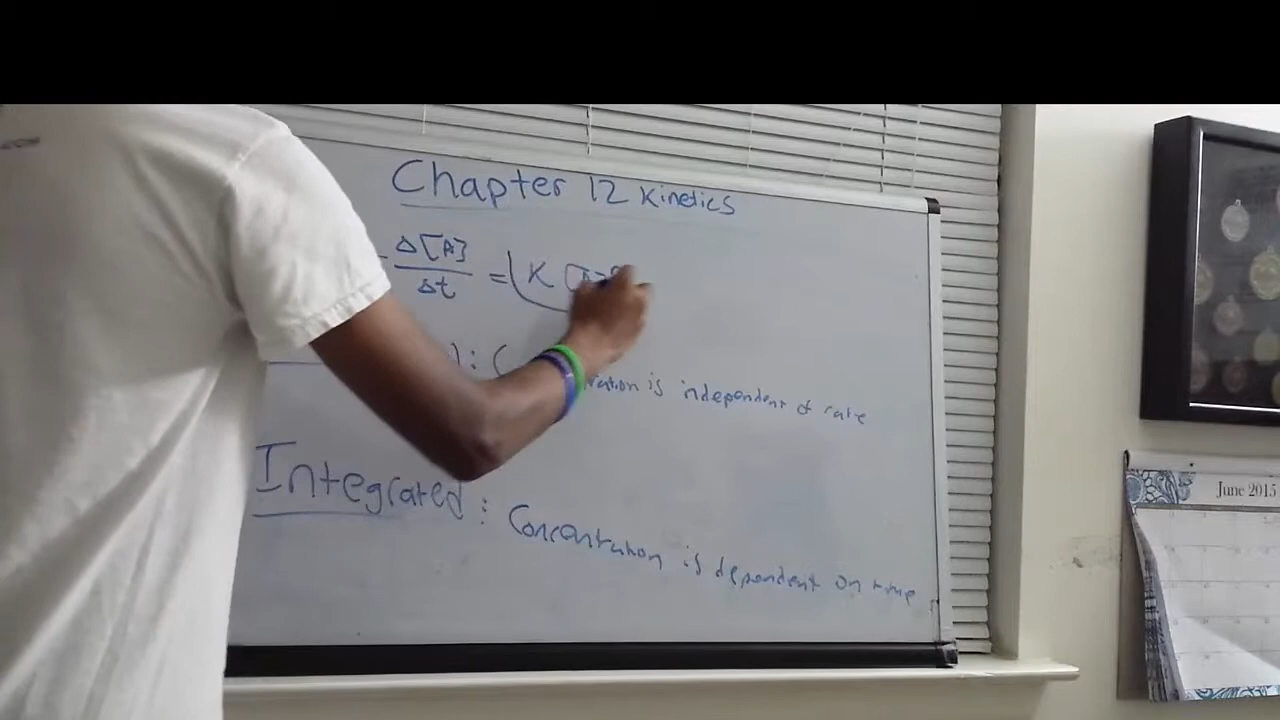 Chapter 12 Kinetics
- Δ[A]
Δt
= K [A]
): C ration is independent of rate
Integrated : Concentration is dependent on time
June 2015